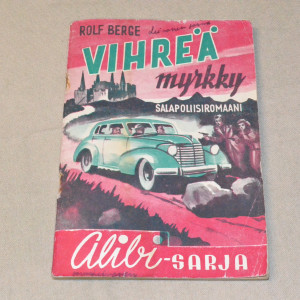 ROLF BERGE
VIHREÄ
myrkky
SALAPOLIISIROMAANI
Alibi-SARJA